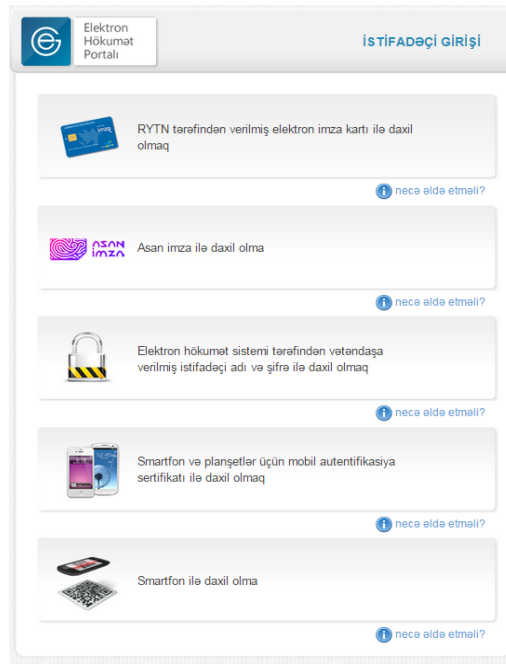 Elektron
Hökumət
Portalı
İSTİFADƏÇİ GİRİŞİ
RYTN tərəfindən verilmiş elektron imza kartı ilə daxil
olmaq
necə əldə etməli?
ASAN
İMZA
Asan imza ilə daxil olma
necə əldə etməli?
Elektron hökumət sistemi tərəfindən vətəndaşa
verilmiş istifadəçi adı və şifrə ilə daxil olmaq
necə əldə etməli?
Smartfon və planşetlər üçün mobil autentifikasiya
sertifikatı ilə daxil olmaq
necə əldə etməli?
Smartfon ilə daxil olma
necə əldə etməli?